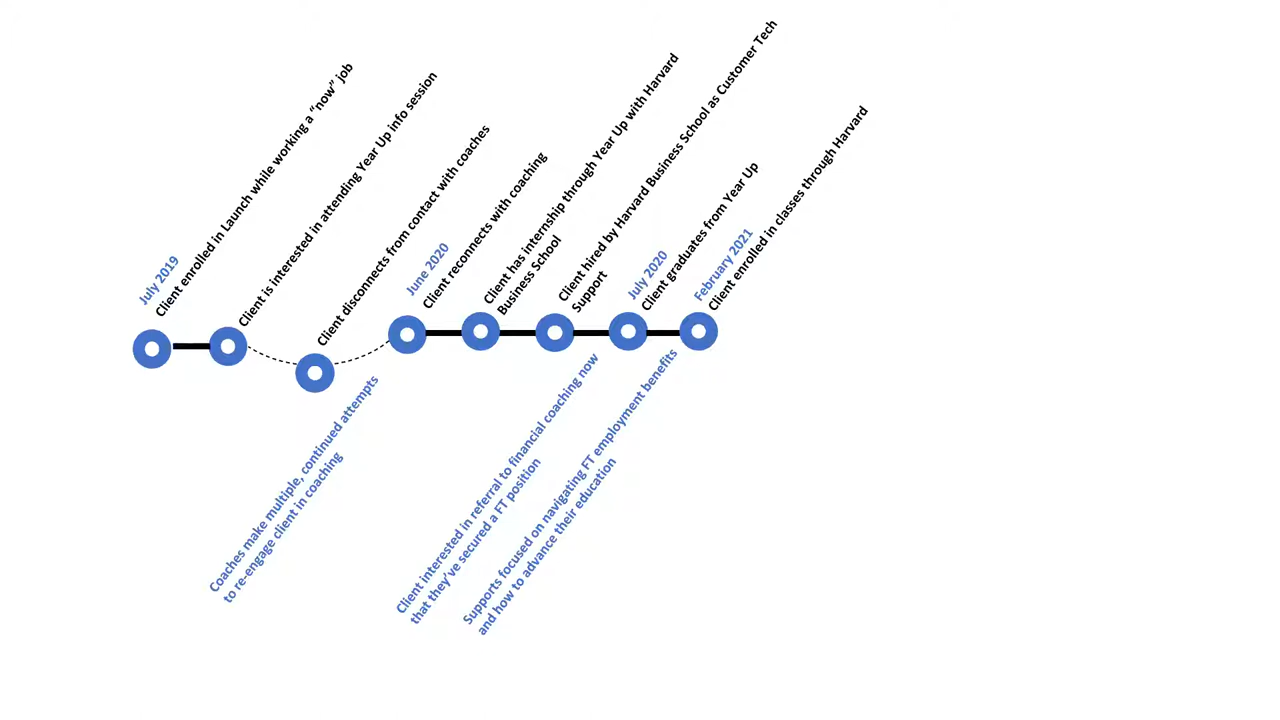 July 2019
Client enrolled in Launch while working a “now” job
Client is interested in attending Year Up info session
Client disconnects from contact with coaches
June 2020
Client reconnects with coaching
Client has internship through Year Up with Harvard
Business School
Client hired by Harvard Business School as Customer Tech
Support
July 2020
Client graduates from Year Up
February 2021
Client enrolled in classes through Harvard
Coaches make multiple, continued attempts
to re-engage client in coaching
Client interested in referral to financial coaching now
that they’ve secured a FT position
Supports focused on navigating FT employment benefits
and how to advance their education